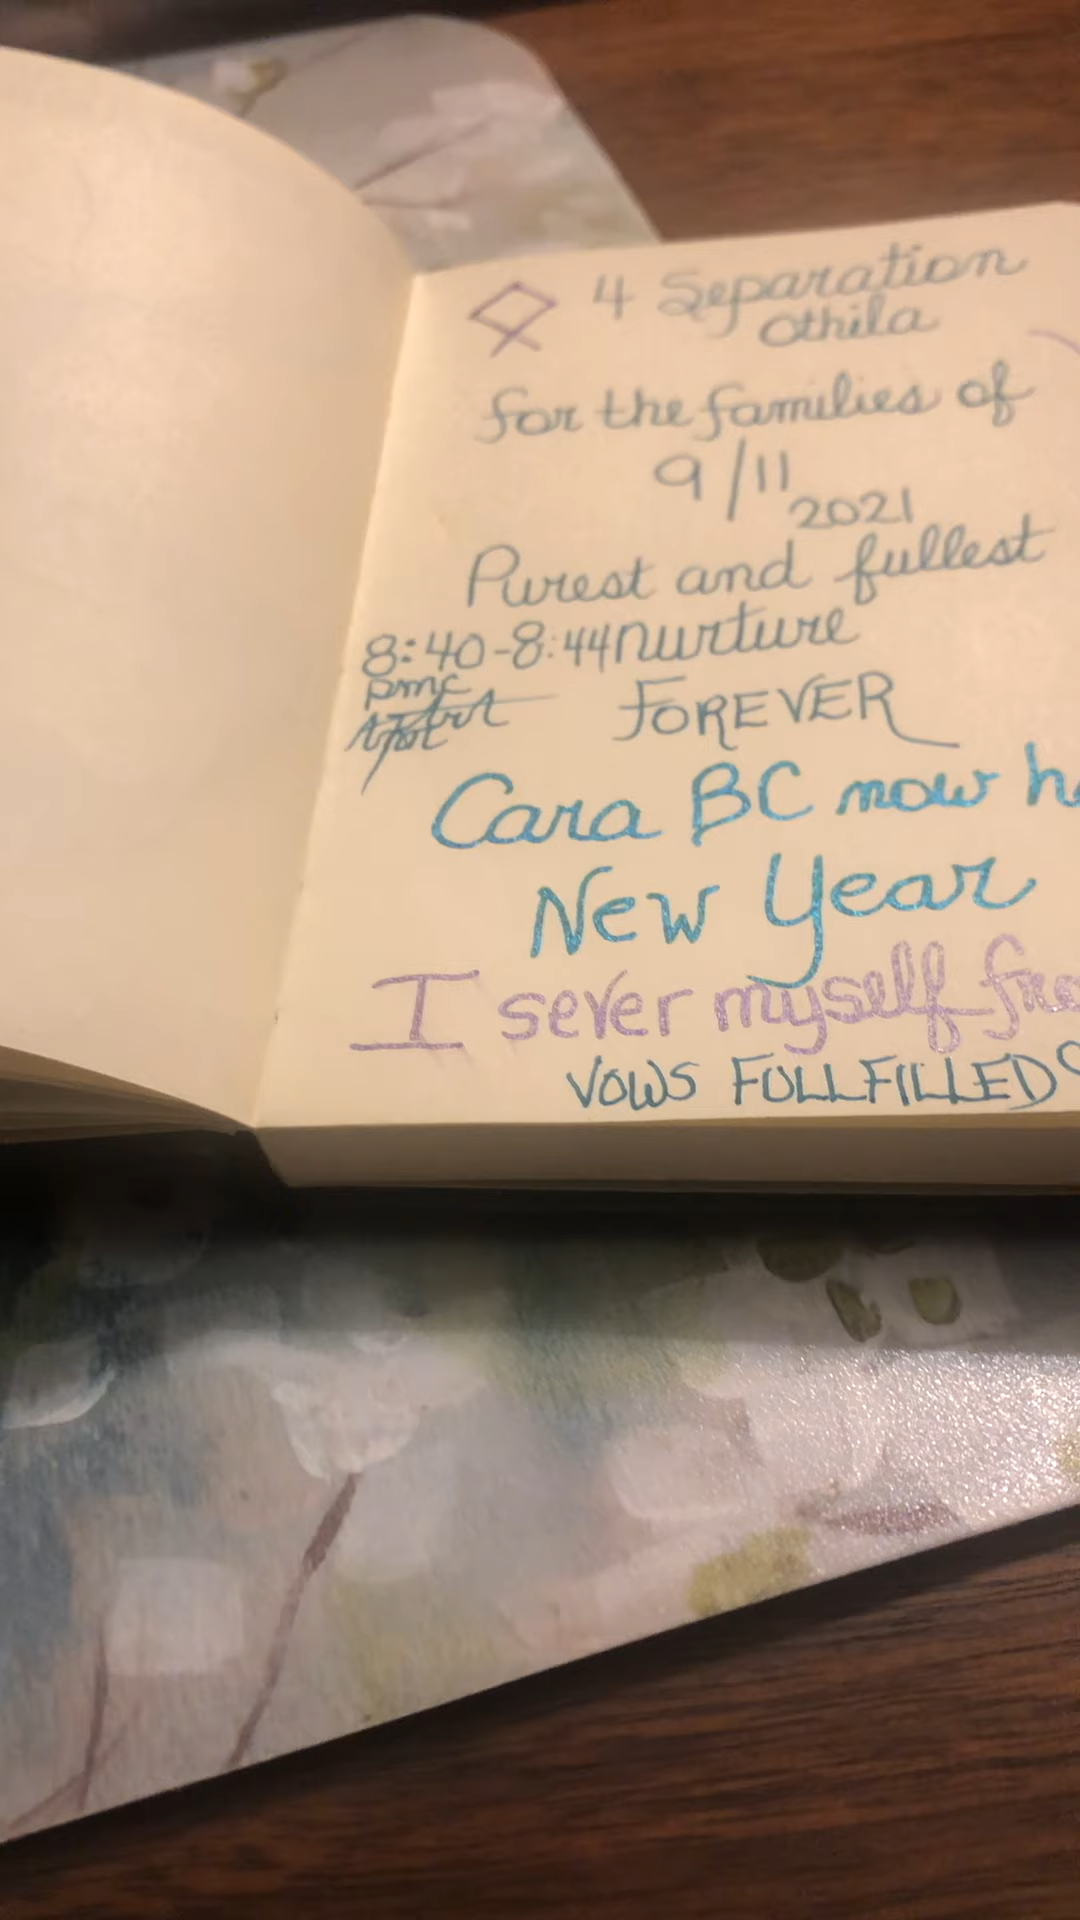 4 Separation
Othila
for the families of
9/11
2021
Purest and fullest
8:40-8:44 nurture
pmc
FOREVER
Cara BC now
New Year
I sever myself
VOWS FULLFILLED